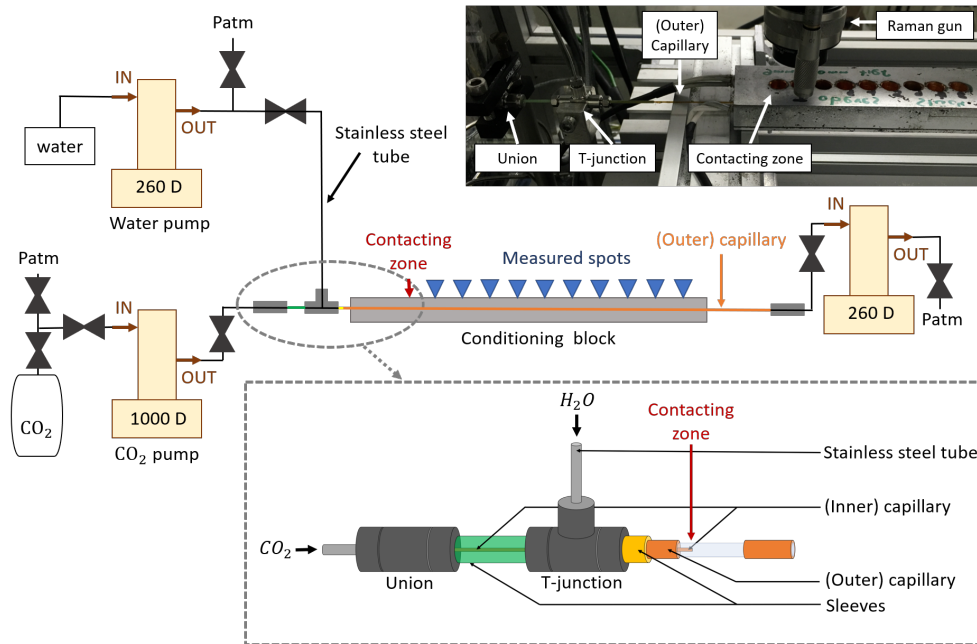 Patm
IN
OUT
water
260 D
Water pump
Stainless steel
tube
(Outer)
Capillary
Raman gun
Union
T-junction
Contacting zone
Patm
IN
OUT
CO₂
1000 D
CO₂ pump
Contacting
zone
Measured spots
(Outer) capillary
Conditioning block
IN
OUT
260 D
Patm
H₂O
Contacting
zone
Stainless steel tube
(Inner) capillary
CO₂
Union
T-junction
(Outer) capillary
Sleeves